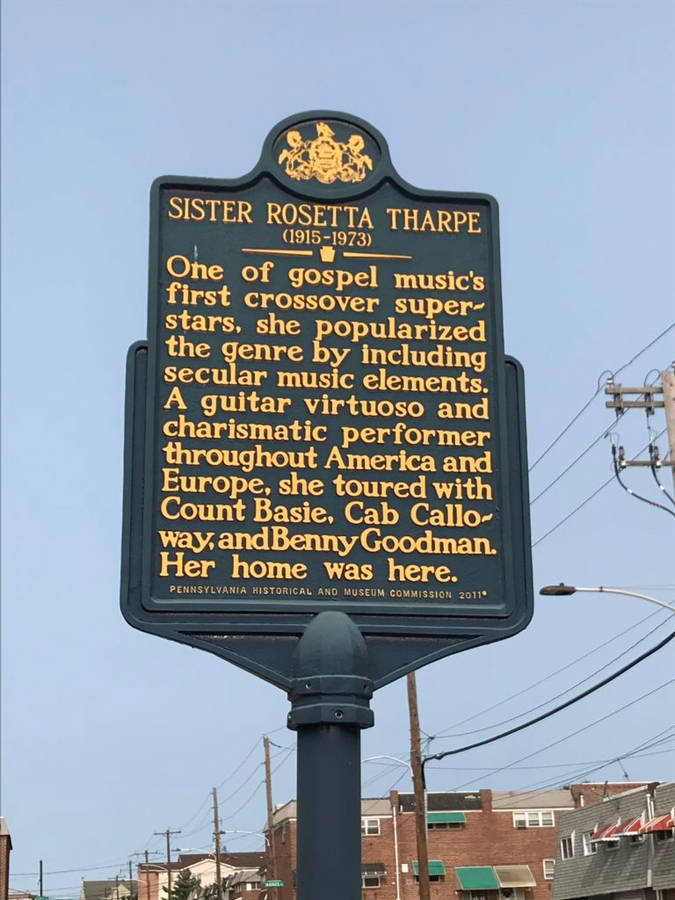 SISTER ROSETTA THARPE
(1915-1973)
One of gospel music's
first crossover super-
stars, she popularized
the genre by including
secular music elements.
A guitar virtuoso and
charismatic performer
throughout America and
Europe, she toured with
Count Basie, Cab Callo-
way, and Benny Goodman.
Her home was here.
PENNSYLVANIA HISTORICAL AND MUSEUM COMMISSION 2011